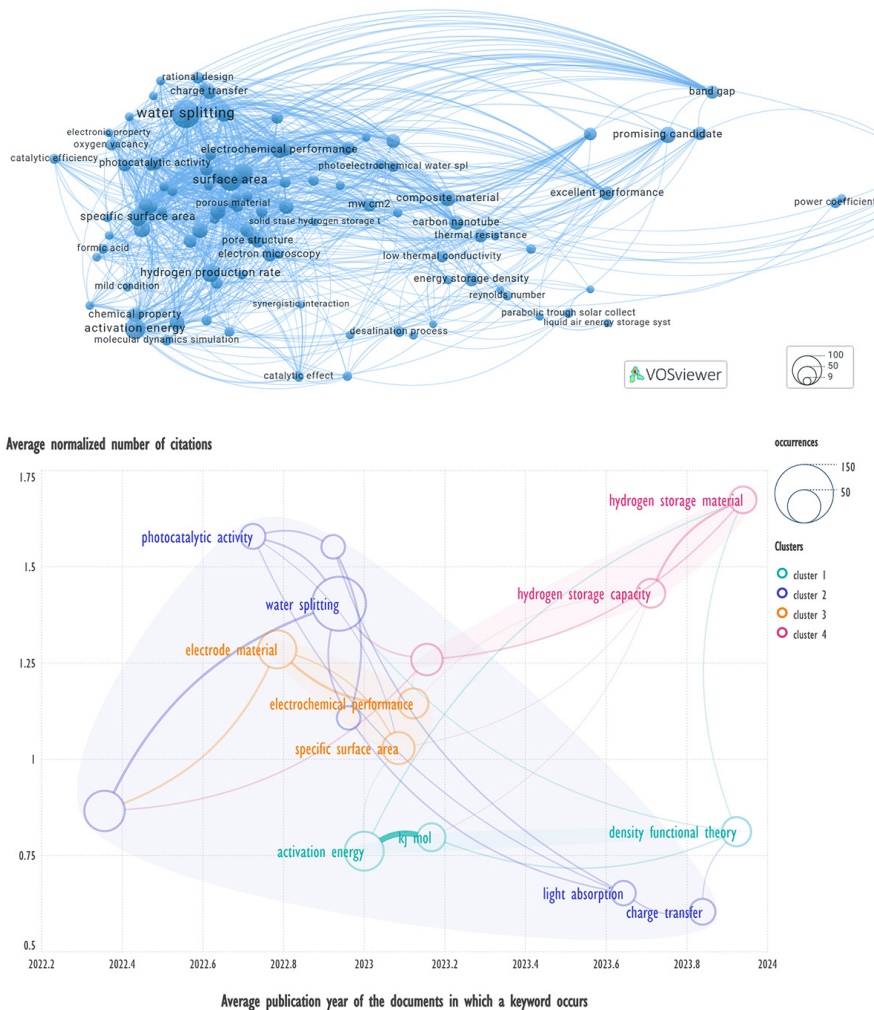 rational design
charge transfer
band gap
water splitting
electronic property
promising candidate
oxygen vacancy
electrochemical performance
catalytic efficiency
photocatalytic activity
photoelectrochemical water spl
surface area
excellent performance
porous material
mw cm2
composite material
power coefficient
specific surface area
solid state hydrogen storage t
carbon nanotube
pore structure
thermal resistance
formic acid
electron microscopy
low thermal conductivity
hydrogen production rate
energy storage density
mild condition
reynolds number
synergistic interaction
chemical property
parabolic trough solar collect
activation energy
desalination process
liquid air energy storage syst
molecular dynamics simulation
catalytic effect
VOSviewer
100
50
9
Average normalized number of citations
occurrences
150
50
1.75
hydrogen storage material
photocatalytic activity
Clusters
1.5
cluster 1
hydrogen storage capacity
cluster 2
water splitting
cluster 3
cluster 4
electrode material
1.25
electrochemical performance
specific surface area
1
kj mol
density functional theory
activation energy
0.75
light absorption
charge transfer
0.5
2022.2 2022.4 2022.6 2022.8 2023 2023.2 2023.4 2023.6 2023.8 2024
Average publication year of the documents in which a keyword occurs